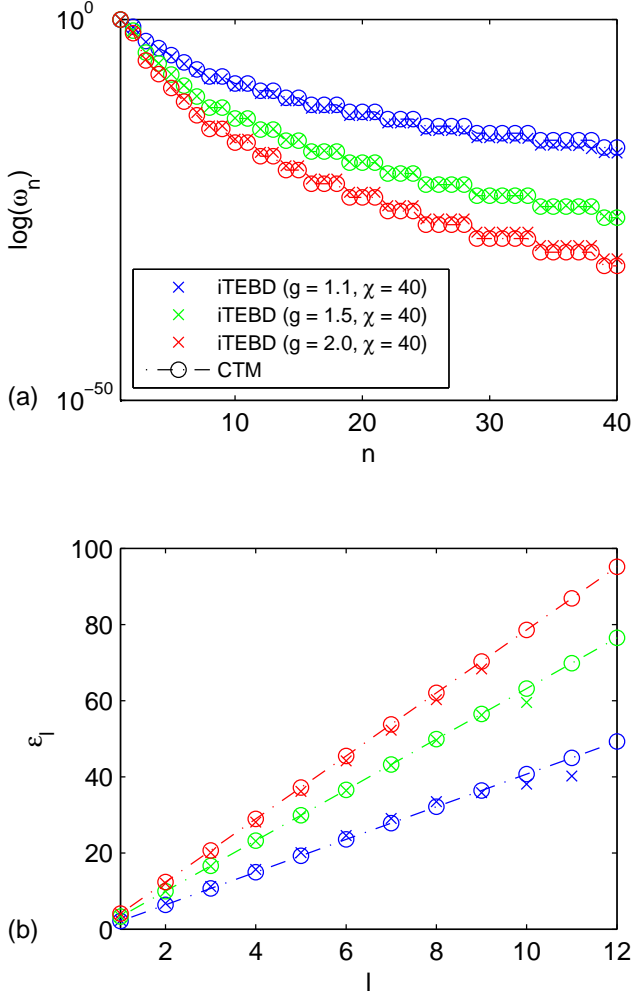 10^0
log(ω_n)
× iTEBD (g = 1.1, χ = 40)
× iTEBD (g = 1.5, χ = 40)
× iTEBD (g = 2.0, χ = 40)
CTM
10^-50
(a)
10 20 30 40
n
100
80
60
ε_l
40
20
0
(b)
2 4 6 8 10 12
l